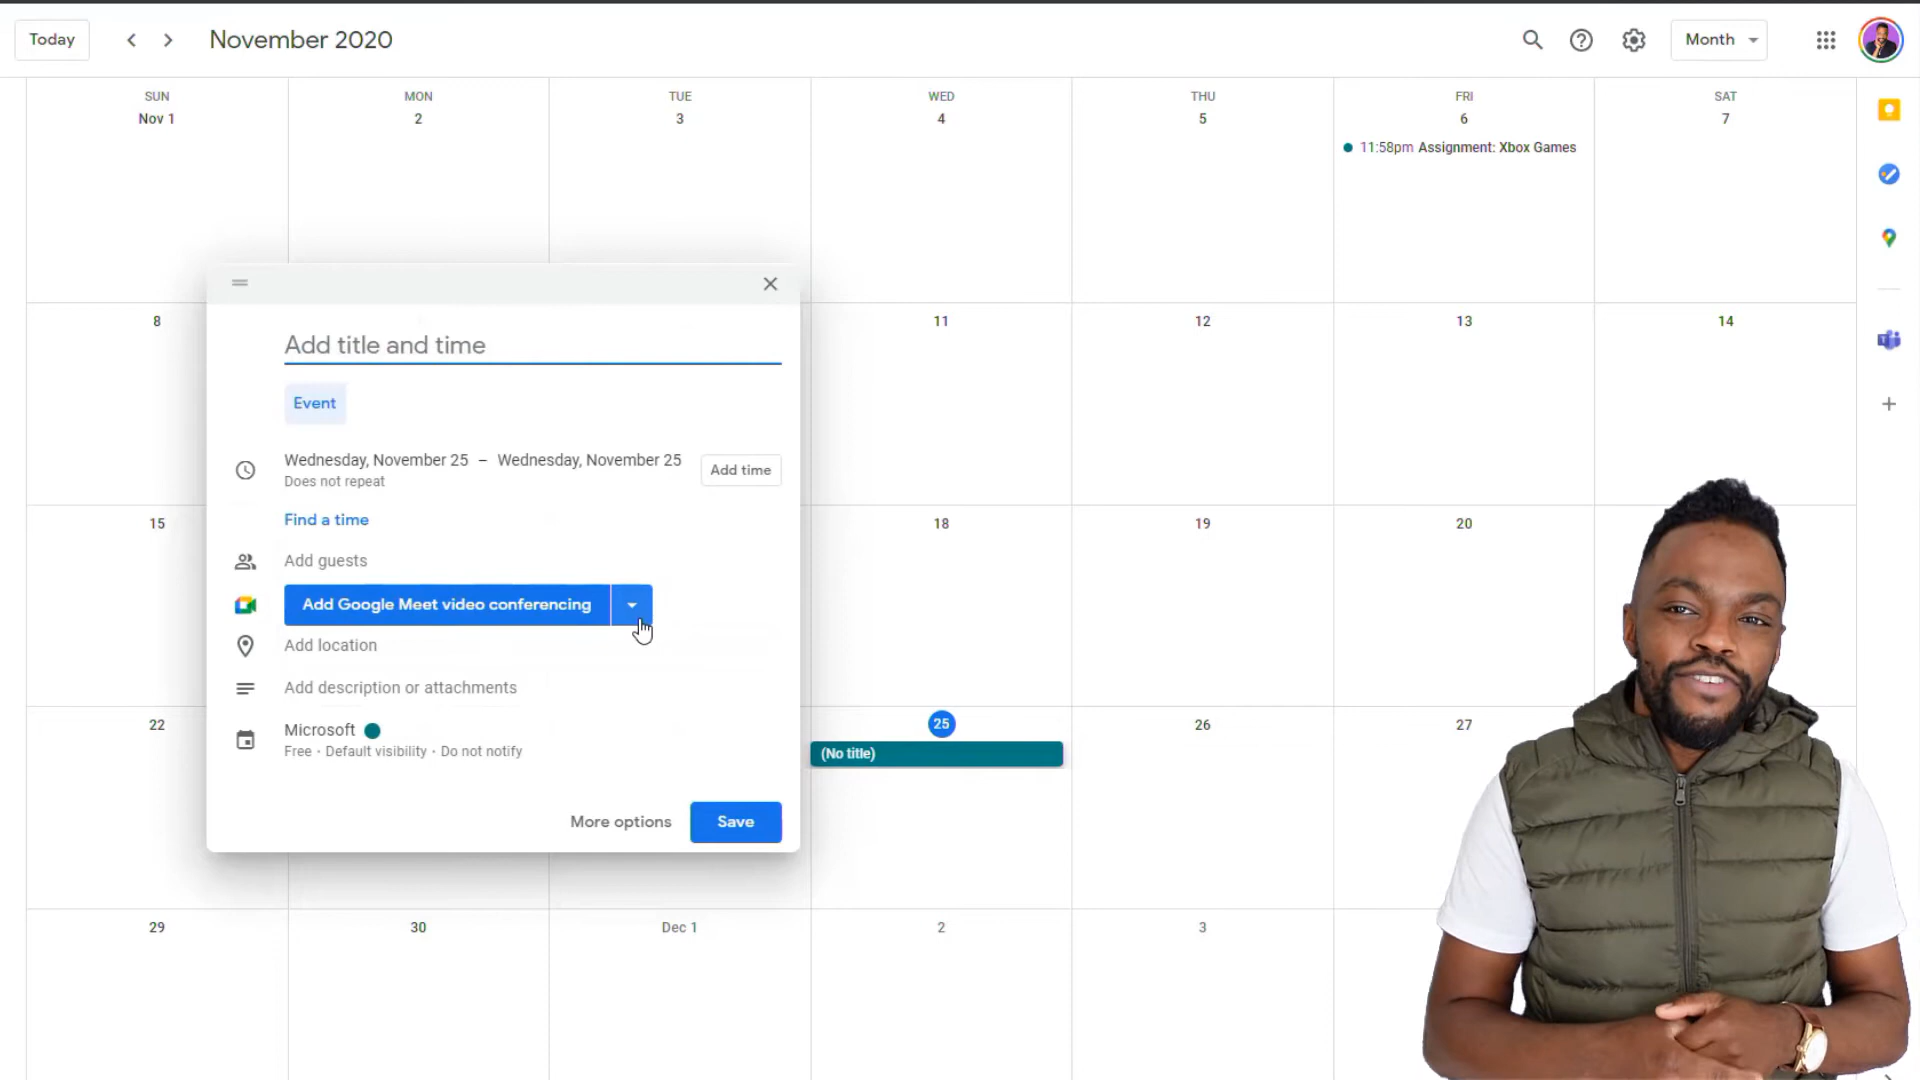 Today
November 2020
Month
SUN MON TUE WED THU FRI SAT
Nov 1 2 3 4 5 6 7
11:58pm Assignment: Xbox Games
8 11 12 13 14
Add title and time
Event
Wednesday, November 25 – Wednesday, November 25
Does not repeat
Add time
Find a time
Add guests
Add Google Meet video conferencing
Add location
Add description or attachments
Microsoft
Free • Default visibility • Do not notify
More options
Save
15 18 19 20
22 25 26 27
(No title)
29 30 Dec 1 2 3